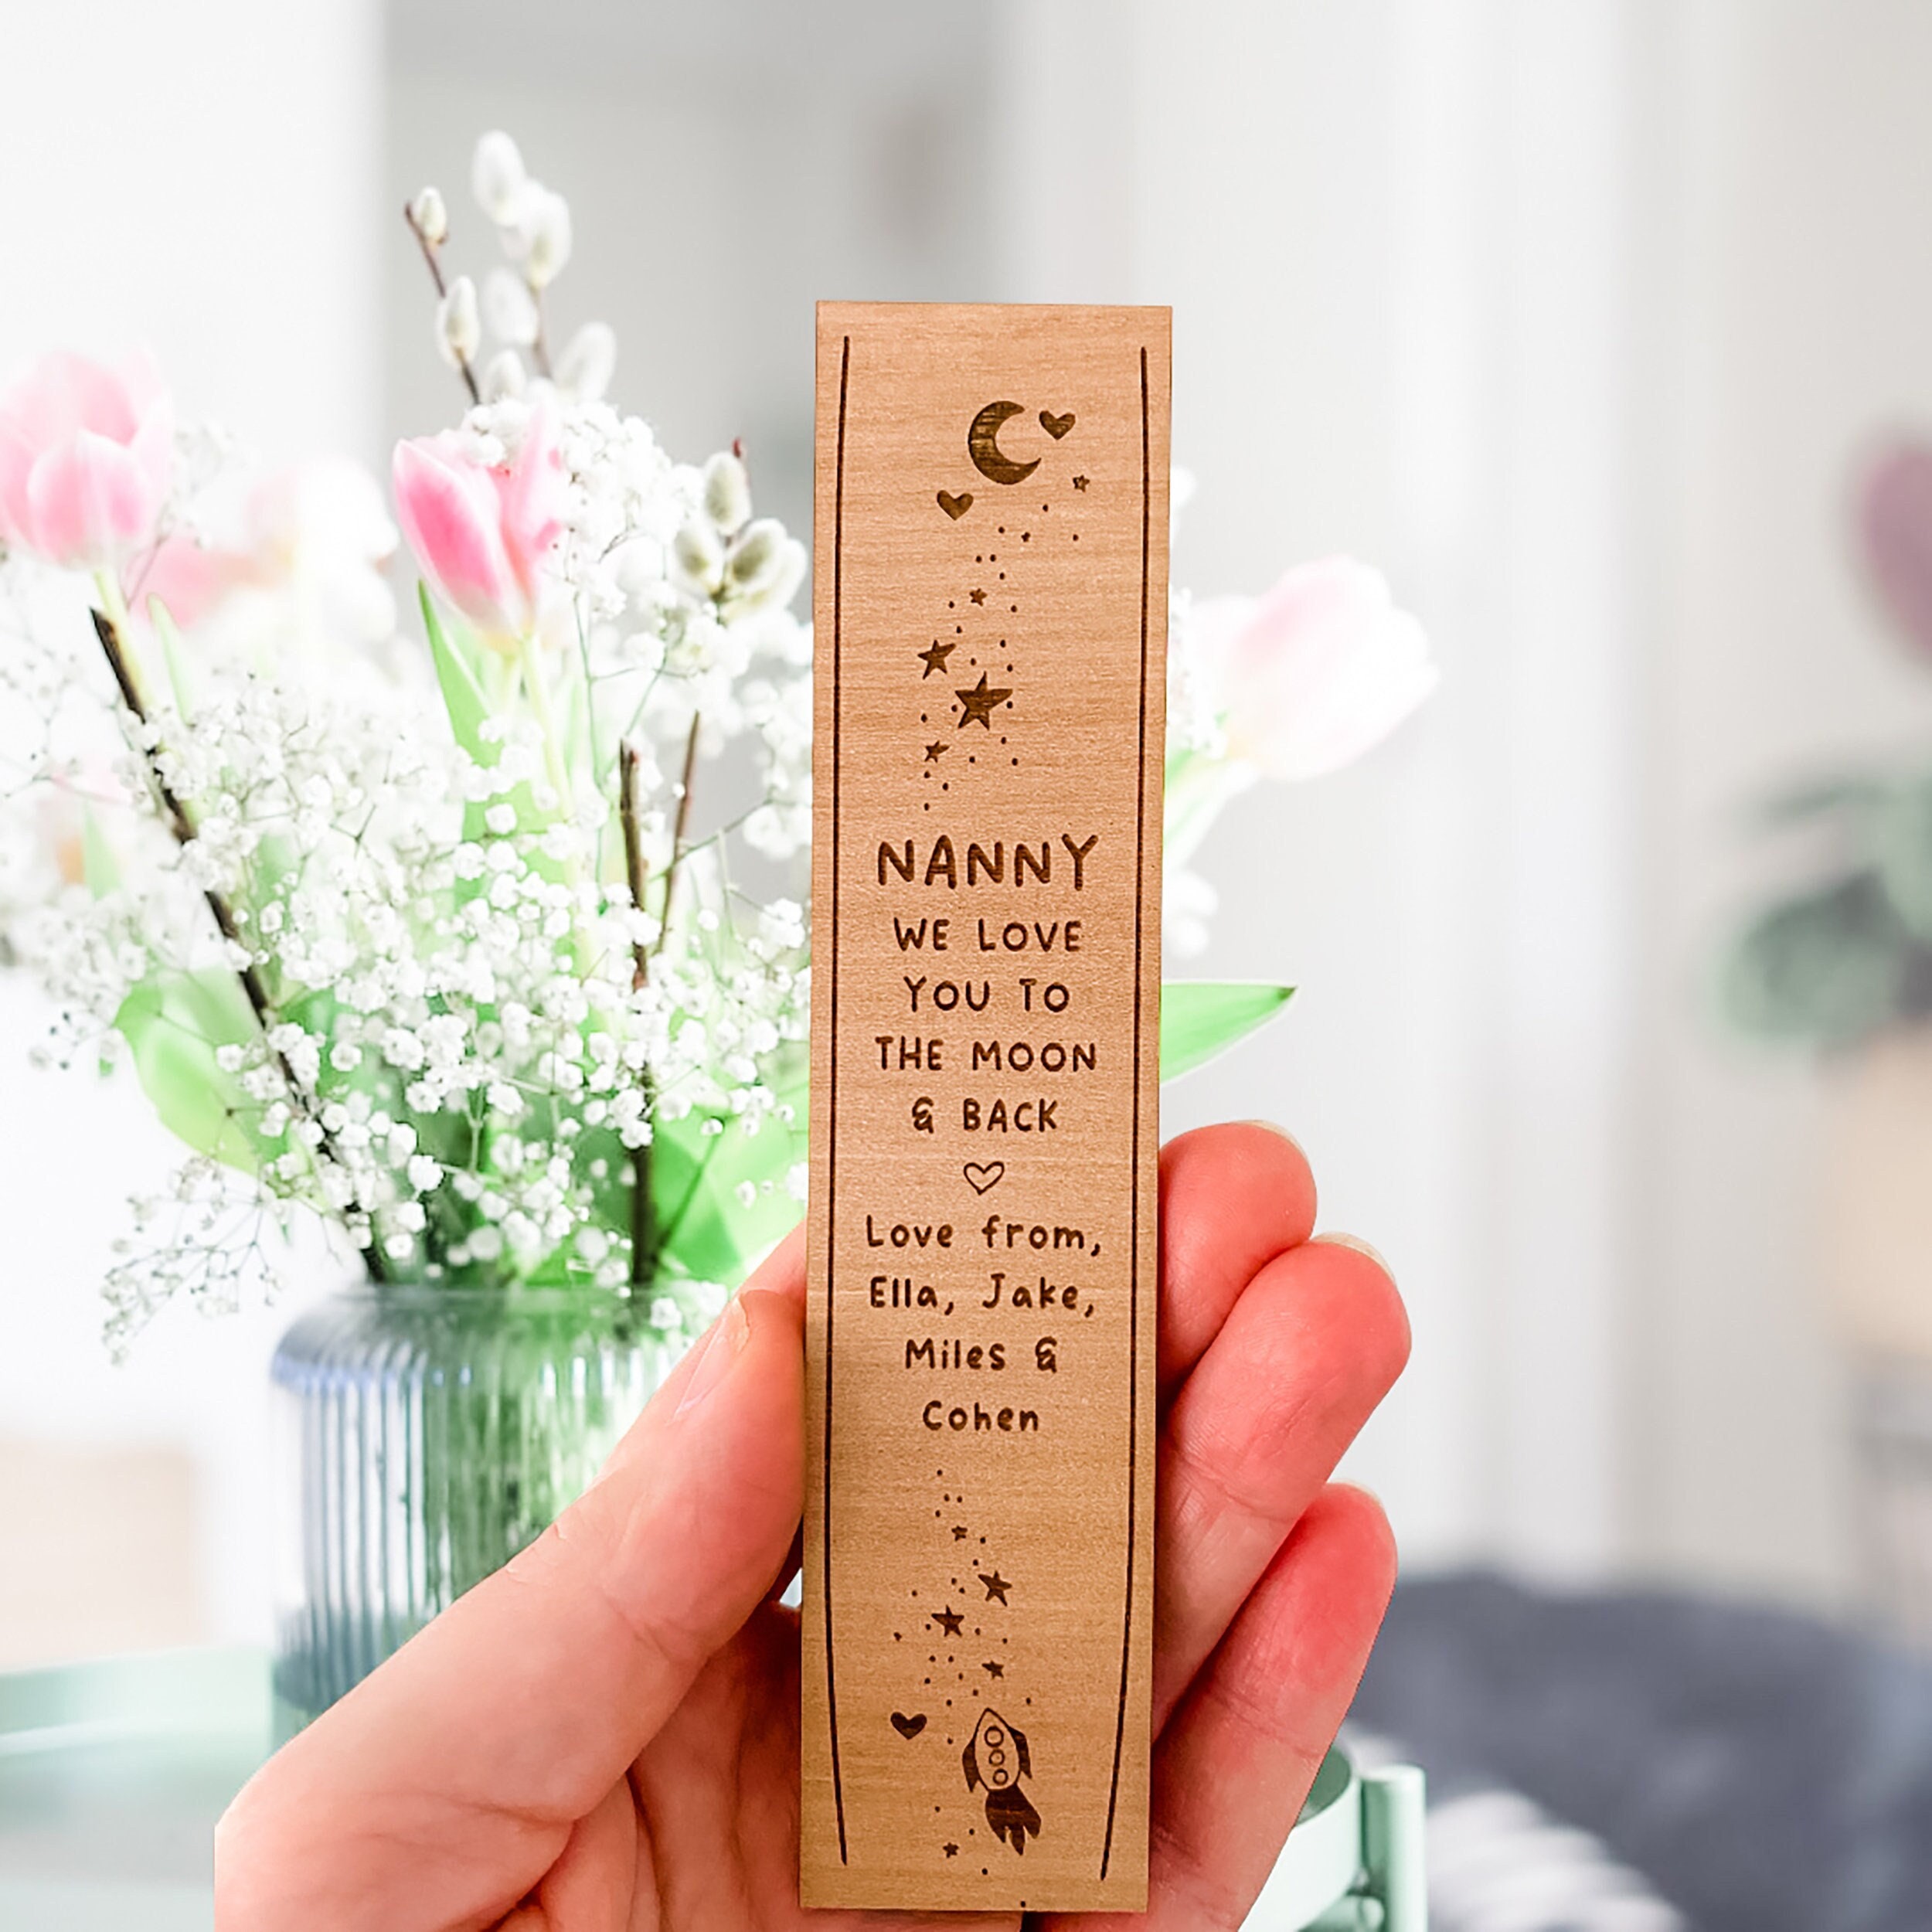 NANNY
WE LOVE
YOU TO
THE MOON
& BACK
Love from,
Ella, Jake,
Miles &
Cohen